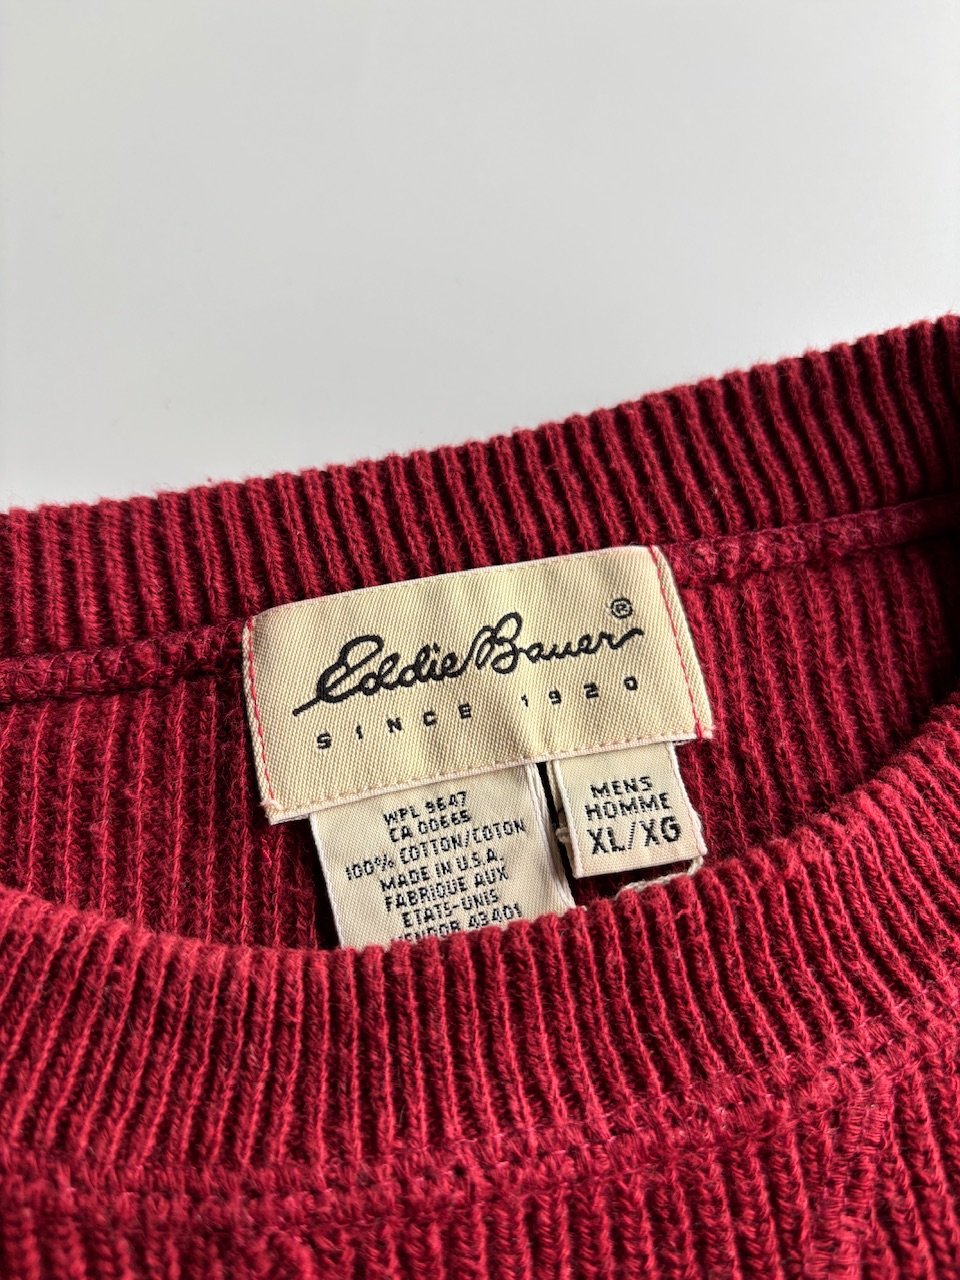 Eddie Bauer®
SINCE 1920
WPL 9647
CA 00665
100% COTTON/COTON
MADE IN U.S.A.
FABRIQUE AUX
ETATS-UNIS
43401
MENS
HOMME
XL/XG